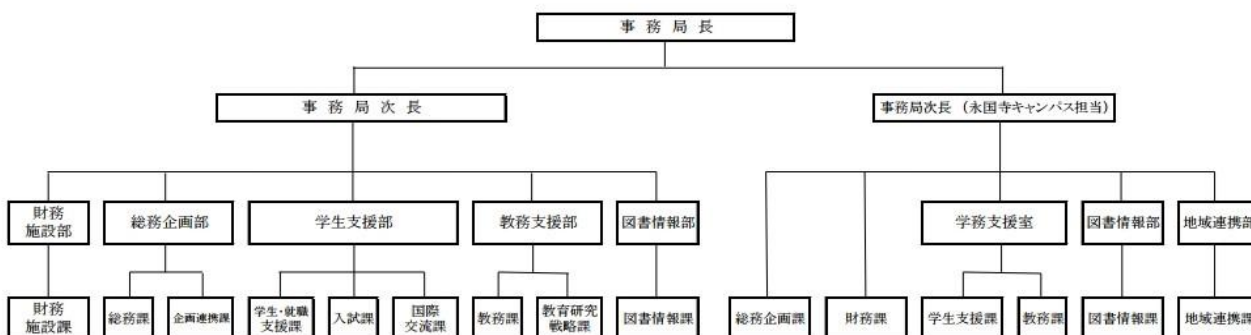 事務局長
事務局次長
事務局次長（永国寺キャンパス担当）
財務
施設部
総務企画部
学生支援部
教務支援部
図書情報部
学務支援室
図書情報部
地域連携部
財務
施設課
総務課
企画連携課
学生・就職
支援課
入試課
国際
交流課
教務課
教育研究
戦略課
図書情報課
総務企画課
財務課
学生支援課
教務課
図書情報課
地域連携課